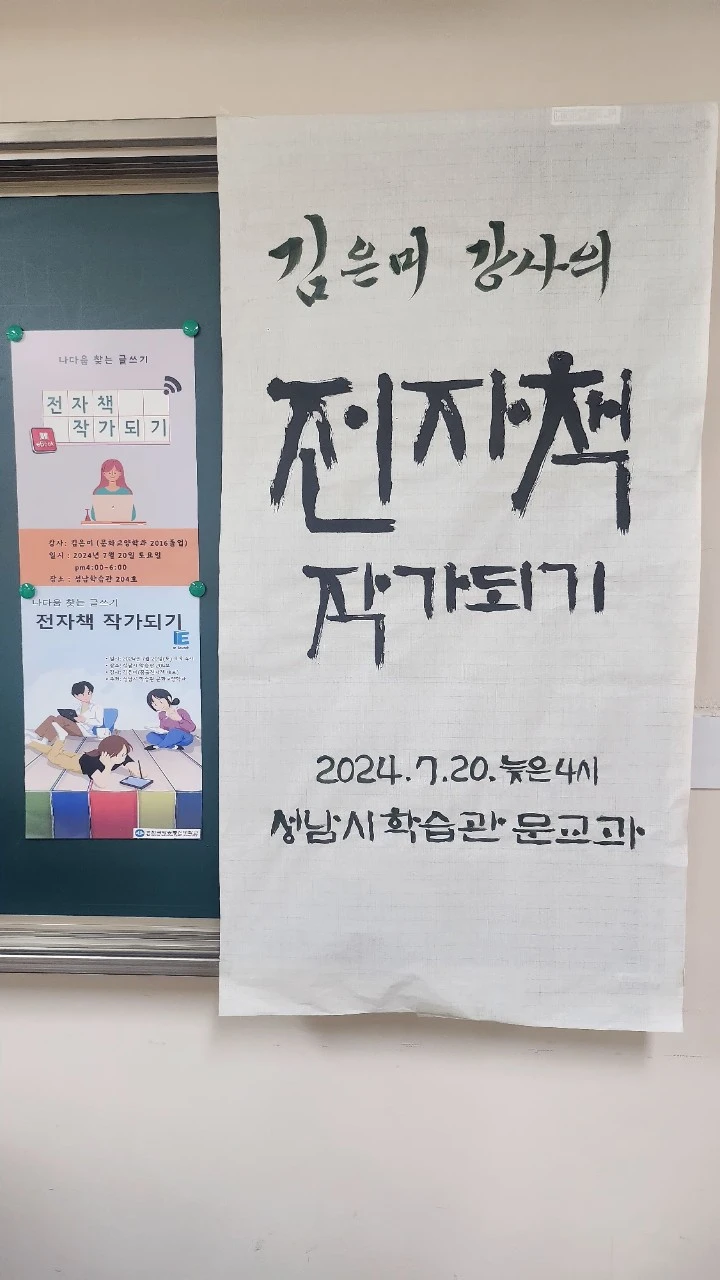 김은미 강사의
전자책
작가되기
2024.7.20. 늦은 4시
성남시학습관 문교과
나다움 찾는 글쓰기
전자책
작가되기
ebook
강사: 김은미 (문화교양학과 2016졸업)
일시 : 2024년 7월 20일 토요일
pm4:00~6:00
장소 : 성남학습관 204호
나다움 찾는 글쓰기
전자책 작가되기